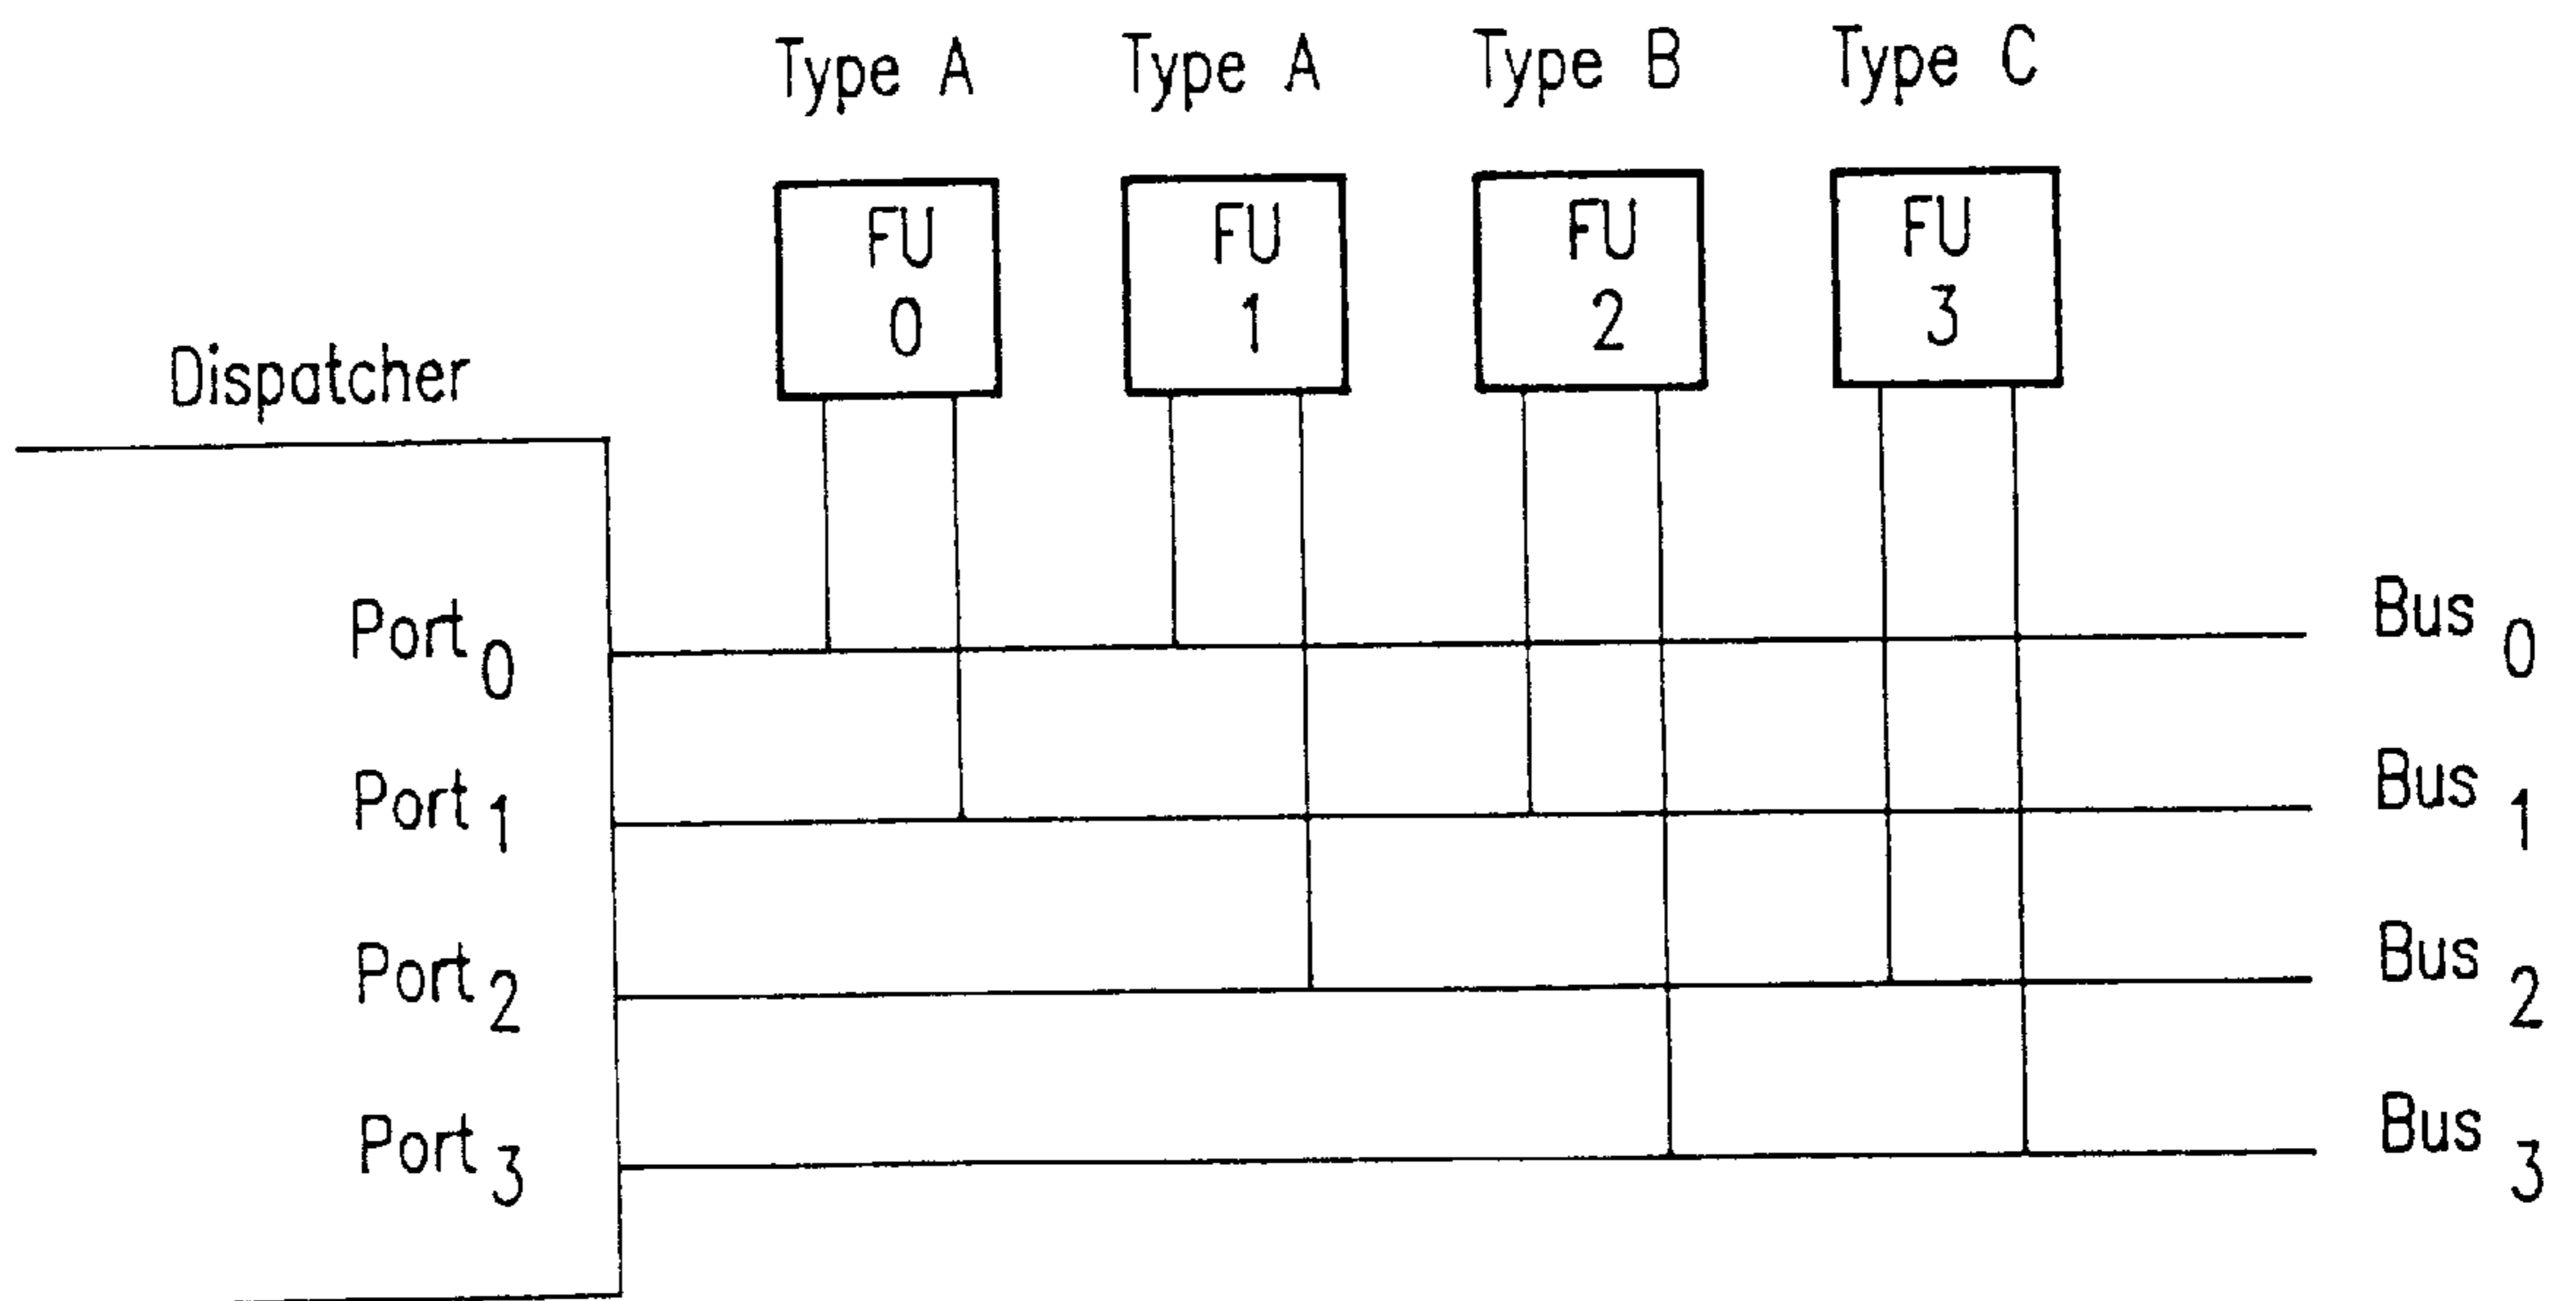 Type A Type A Type B Type C
FU FU FU FU
0 1 2 3
Dispatcher
Port 0 Bus 0
Port 1 Bus 1
Port 2 Bus 2
Port 3 Bus 3